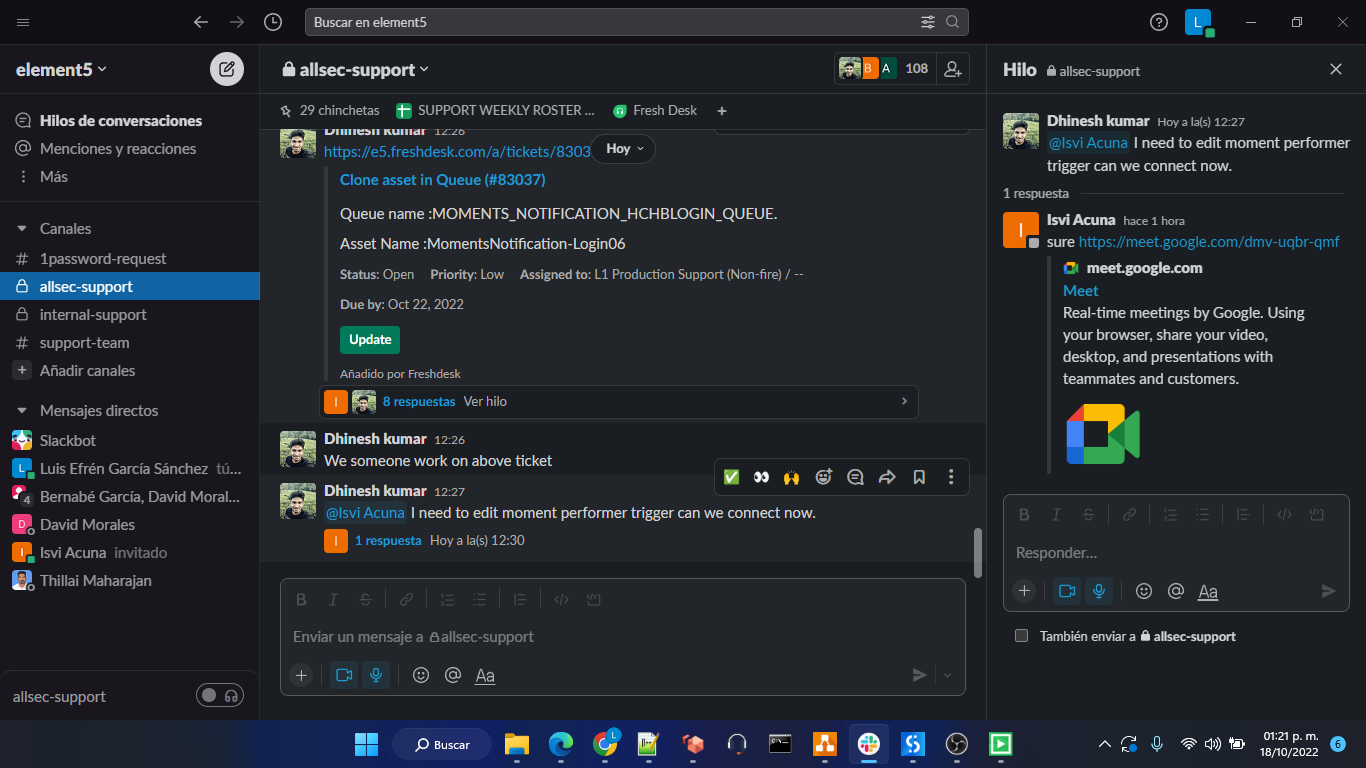 Buscar en element5
L
element5
allsec-support
B
A
108
Hilo
allsec-support
29 chinchetas
SUPPORT WEEKLY ROSTER ...
Fresh Desk
+
Hilos de conversaciones
Menciones y reacciones
Más
Canales
# 1password-request
allsec-support
internal-support
# support-team
+ Añadir canales
Mensajes directos
Slackbot
L Luis Efrén García Sánchez tú...
4 Bernabé García, David Moral...
D David Morales
I Isvi Acuna invitado
Thillai Maharajan
allsec-support
Dhinesh kumar 12:26
https://e5.freshdesk.com/a/tickets/8303
Hoy
Clone asset in Queue (#83037)
Queue name :MOMENTS_NOTIFICATION_HCHBLOGIN_QUEUE.
Asset Name :MomentsNotification-Login06
Status: Open Priority: Low Assigned to: L1 Production Support (Non-fire) / --
Due by: Oct 22, 2022
Update
Añadido por Freshdesk
I 8 respuestas Ver hilo
Dhinesh kumar 12:26
We someone work on above ticket
Dhinesh kumar 12:27
@Isvi Acuna I need to edit moment performer trigger can we connect now.
I 1 respuesta Hoy a la(s) 12:30
B I S
Enviar un mensaje a allsec-support
+ @ Aa
Dhinesh kumar Hoy a la(s) 12:27
@Isvi Acuna I need to edit moment performer
trigger can we connect now.
1 respuesta
I Isvi Acuna hace 1 hora
sure https://meet.google.com/dmv-uqbr-qmf
meet.google.com
Meet
Real-time meetings by Google. Using
your browser, share your video,
desktop, and presentations with
teammates and customers.
B I S
Responder...
+ @ Aa
También enviar a allsec-support
Buscar
L
01:21 p. m.
18/10/2022
6